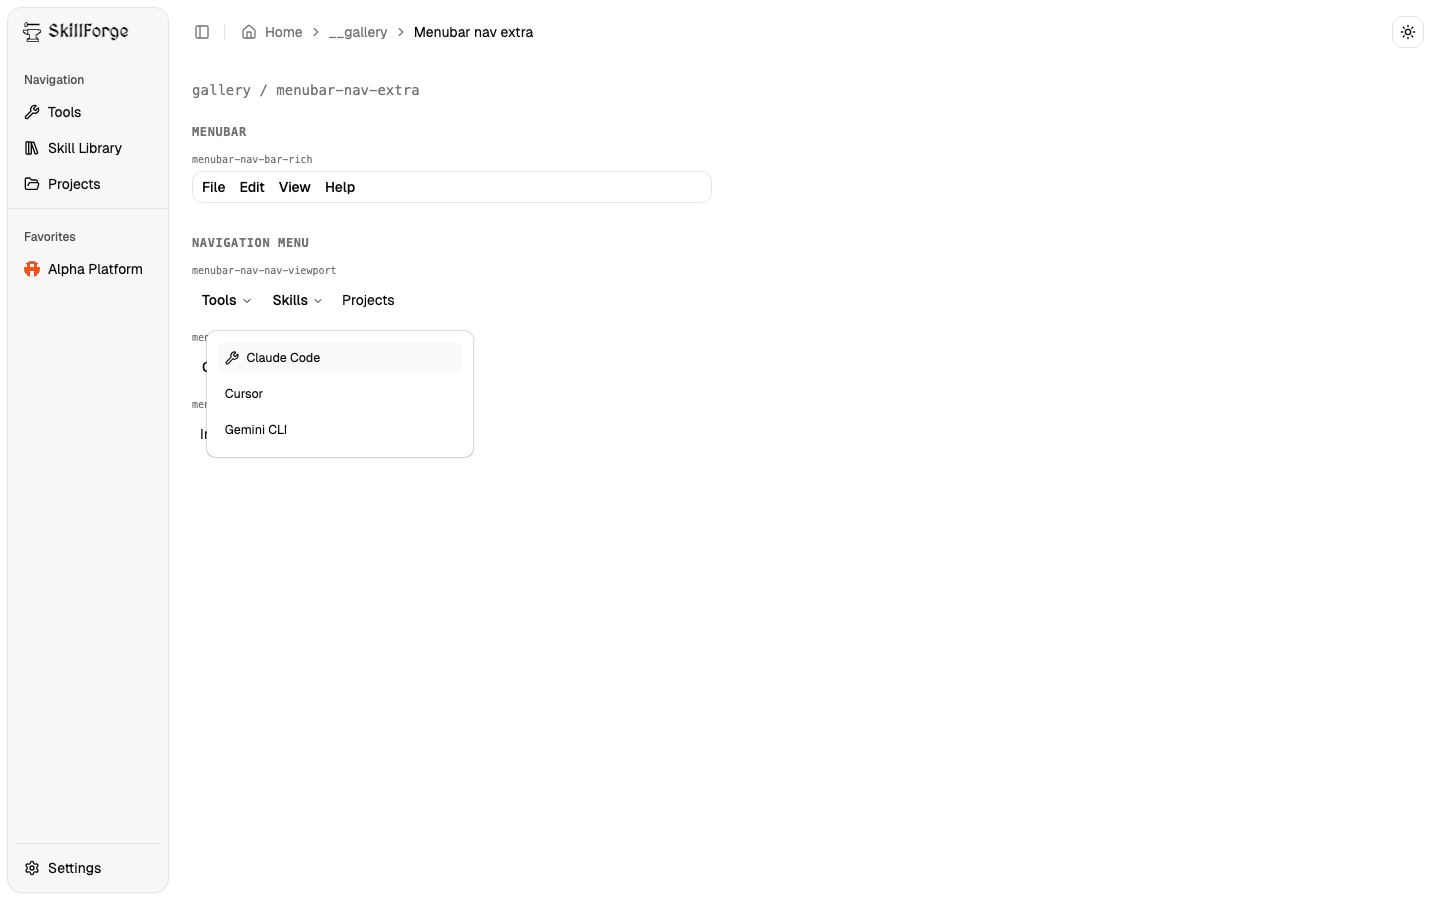 SkillForge
Navigation
Tools
Skill Library
Projects
Favorites
Alpha Platform
Settings
Home
__gallery
Menubar nav extra
gallery / menubar-nav-extra
MENUBAR
menubar-nav-bar-rich
File Edit View Help
NAVIGATION MENU
menubar-nav-nav-viewport
Tools Skills Projects
Claude Code
Cursor
Gemini CLI